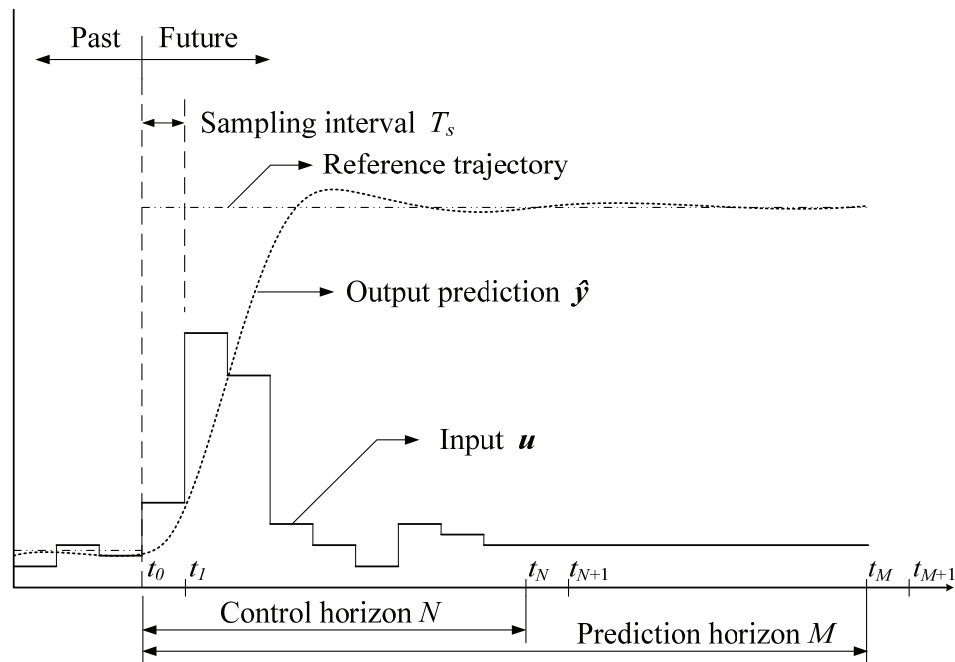 Past Future
Sampling interval Ts
Reference trajectory
Output prediction ŷ
Input u
t0 t1 tN tN+1 tM tM+1
Control horizon N
Prediction horizon M